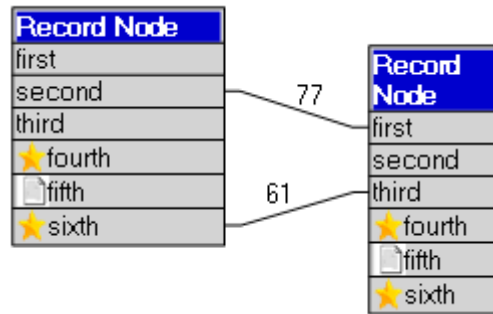 Record Node
first
second
third
fourth
fifth
sixth
77
61
Record
Node
first
second
third
fourth
fifth
sixth